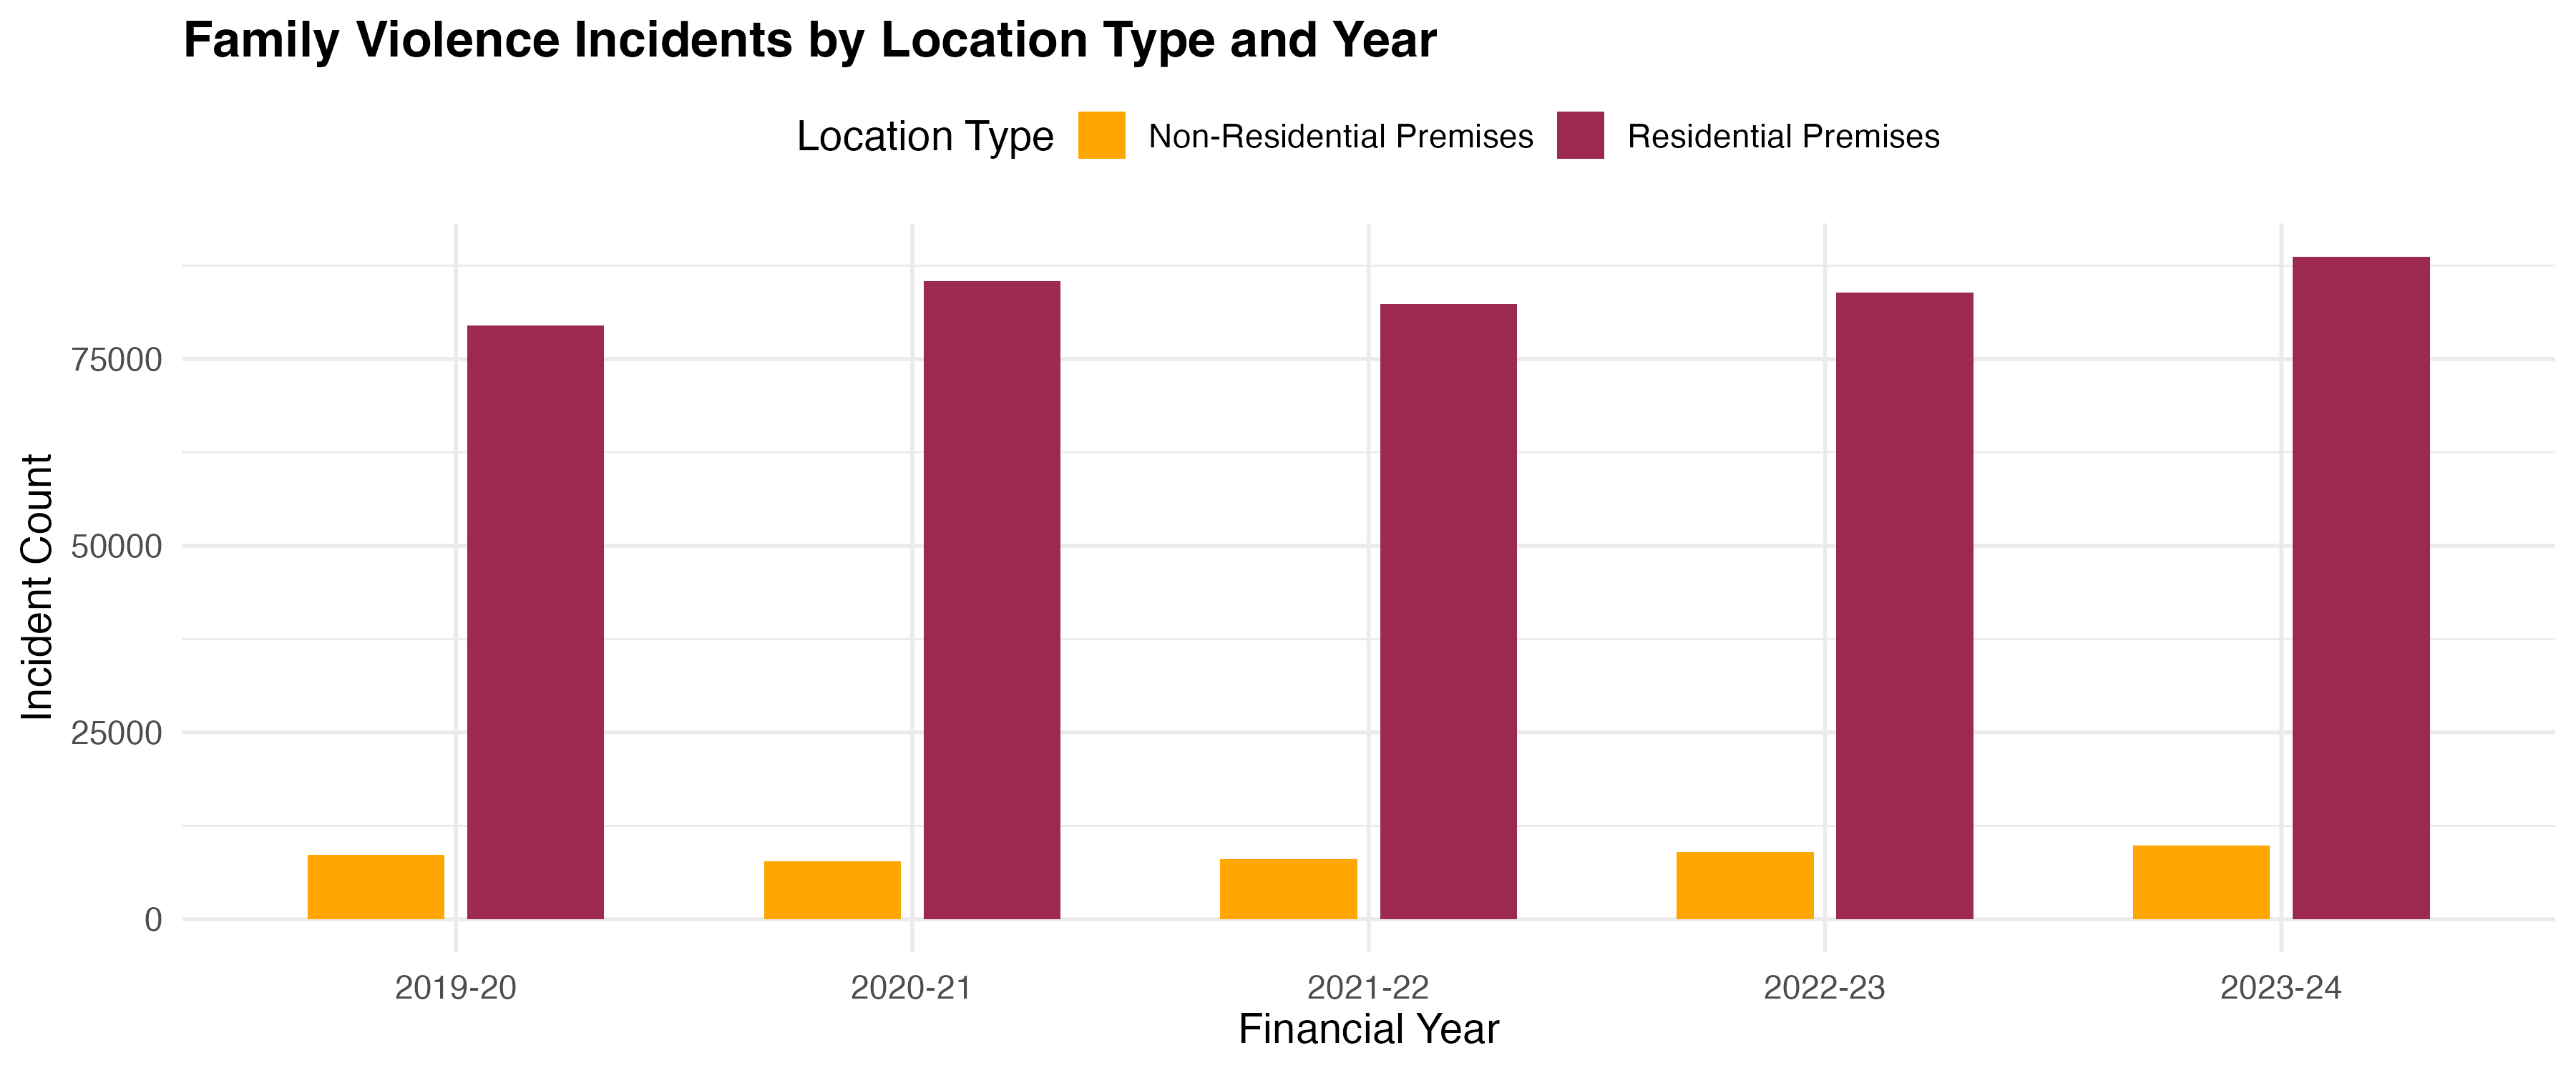 Family Violence Incidents by Location Type and Year
Location Type Non-Residential Premises Residential Premises
Incident Count
75000
50000
25000
0
2019-20 2020-21 2021-22 2022-23 2023-24
Financial Year